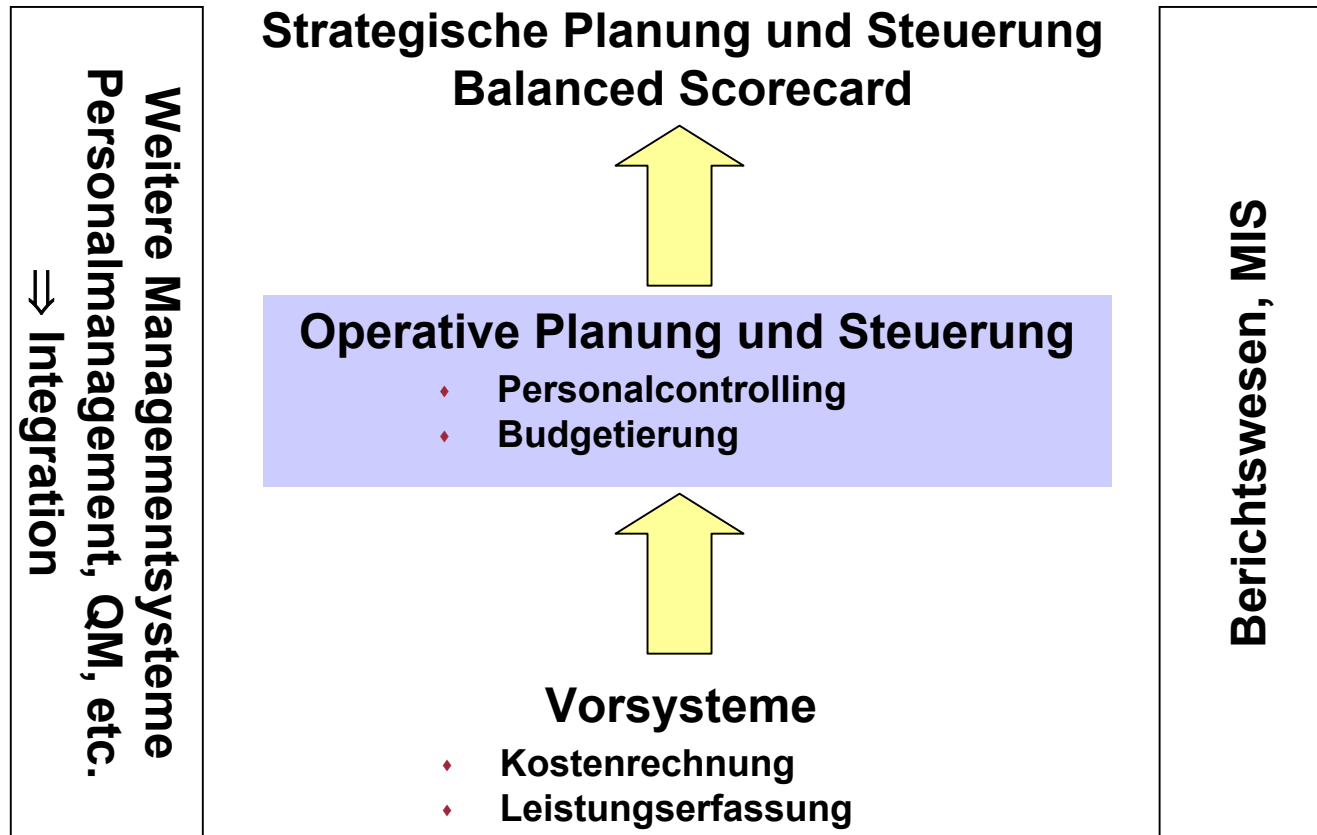 Weitere Managementsysteme
Personalmanagement, QM, etc.
⇒ Integration
Strategische Planung und Steuerung
Balanced Scorecard
Operative Planung und Steuerung
♦ Personalcontrolling
♦ Budgetierung
Vorsysteme
♦ Kostenrechnung
♦ Leistungserfassung
Berichtswesen, MIS